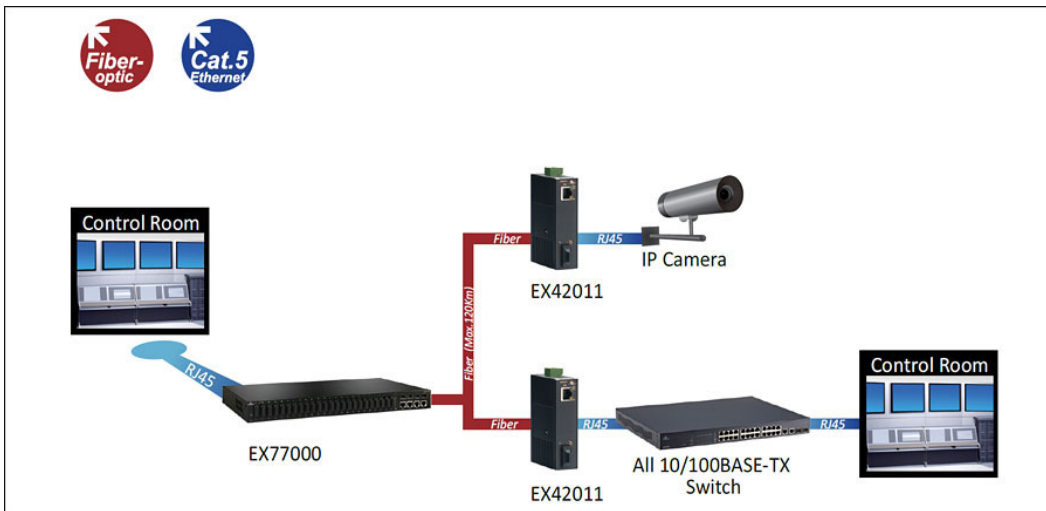 Fiber-
optic
Cat.5
Ethernet
Control Room
RJ45
EX77000
Fiber (Max.120Km)
Fiber
RJ45
EX42011
IP Camera
Fiber
RJ45
EX42011
All 10/100BASE-TX
Switch
RJ45
Control Room